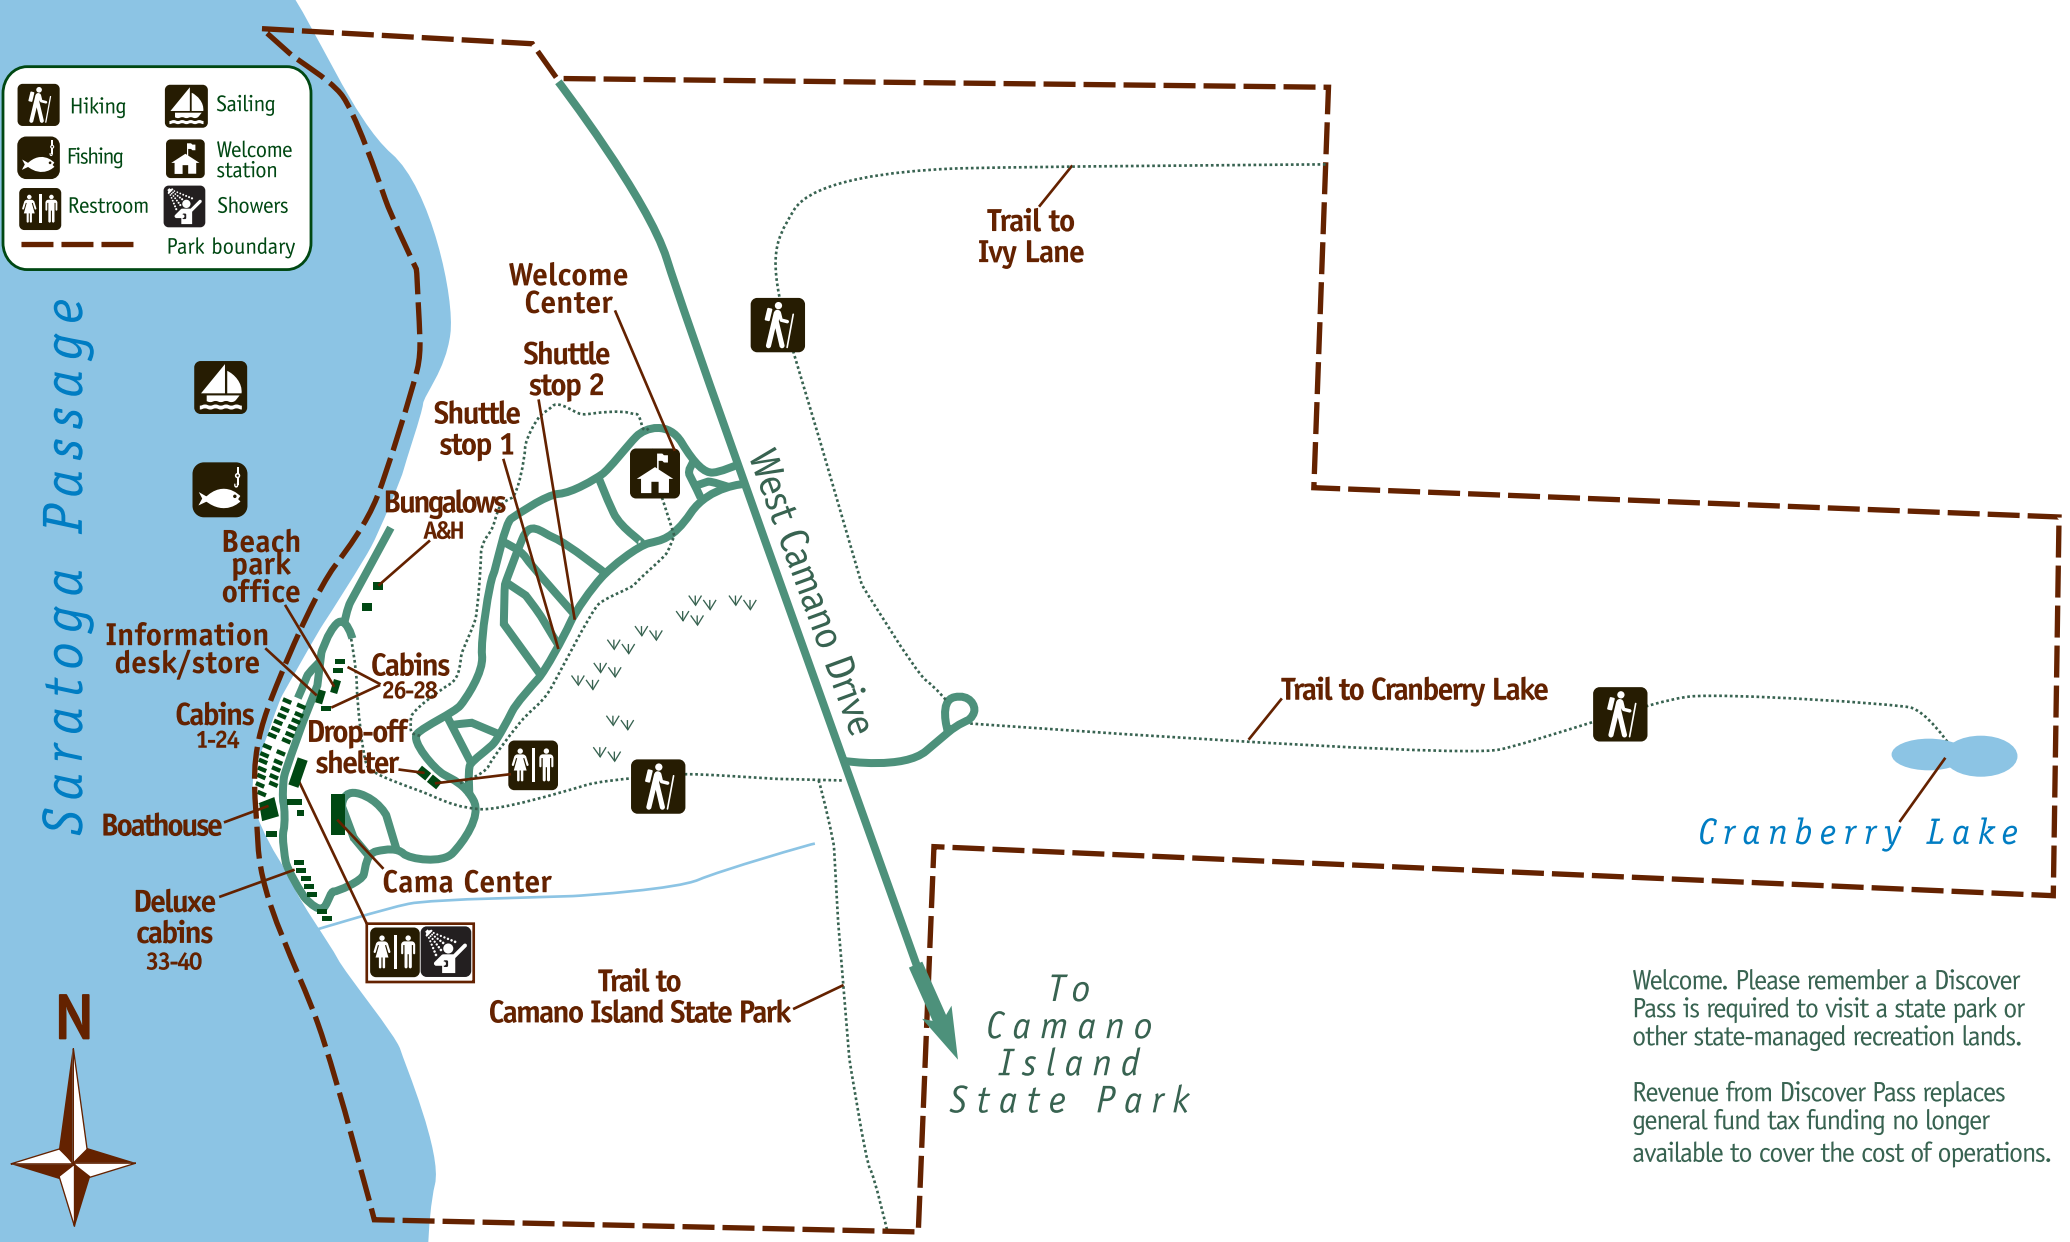 Hiking
Sailing
Fishing
Welcome
station
Restroom
Showers
Park boundary
Saratoga Passage
Trail to
Ivy Lane
Welcome
Center
Shuttle
stop 2
Shuttle
stop 1
Bungalows
A&H
Beach
park
office
Information
desk/store
Cabins
26-28
Cabins
1-24
Drop-off
shelter
Boathouse
Cama Center
Deluxe
cabins
33-40
West Camano Drive
Trail to Cranberry Lake
Cranberry Lake
Trail to
Camano Island State Park
To
Camano
Island
State Park
N
Welcome. Please remember a Discover
Pass is required to visit a state park or
other state-managed recreation lands.
Revenue from Discover Pass replaces
general fund tax funding no longer
available to cover the cost of operations.